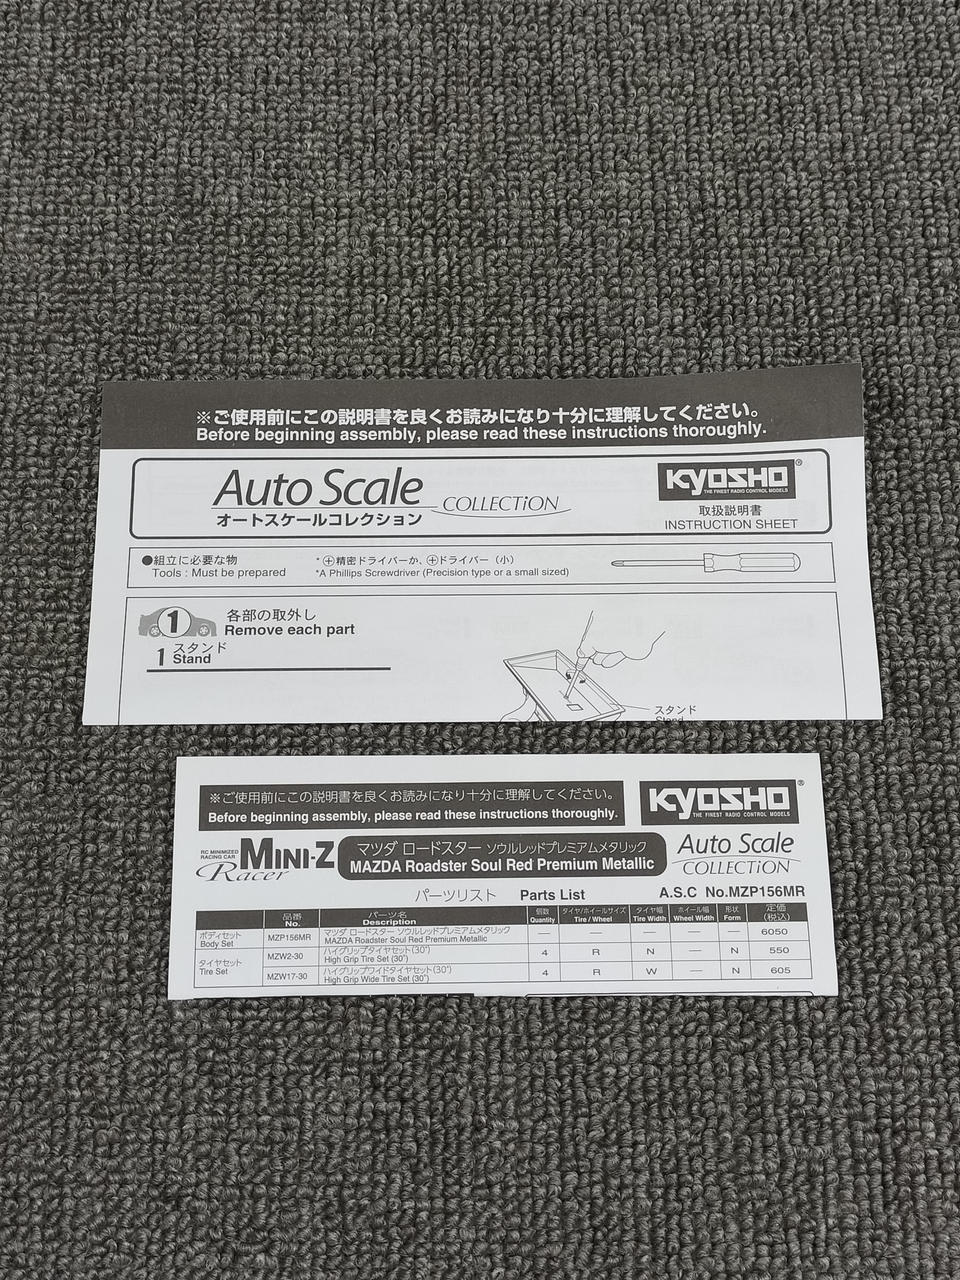 ※ご使用前にこの説明書を良くお読みになり十分に理解してください。
Before beginning assembly, please read these instructions thoroughly.
Auto Scale COLLECTiON
オートスケールコレクション
KYOSHO®
THE FINEST RADIO CONTROL MODELS
取扱説明書
INSTRUCTION SHEET
●組立に必要な物 *⊕精密ドライバーか、⊕ドライバー（小）
Tools : Must be prepared *A Phillips Screwdriver (Precision type or a small sized)
1 各部の取外し
Remove each part
1 スタンド
Stand
スタンド
Stand
※ご使用前にこの説明書を良くお読みになり十分に理解してください。
Before beginning assembly, please read these instructions thoroughly.
KYOSHO®
THE FINEST RADIO CONTROL MODELS
RC MINIMIZED
RACING CAR
MINI-Z
Racer
マツダ ロードスター ソウルレッドプレミアムメタリック
MAZDA Roadster Soul Red Premium Metallic
Auto Scale
COLLECTiON
パーツリスト Parts List A.S.C No.MZP156MR
品番 No. パーツ名 Description 個数 Quantity タイヤ/ホイールサイズ Tire / Wheel タイヤ幅 Tire Width ホイール幅 Wheel Width 形状 Form 定価 (税込)
ボディセット Body Set MZP156MR マツダ ロードスター ソウルレッドプレミアムメタリック MAZDA Roadster Soul Red Premium Metallic — — — — — 6050
タイヤセット Tire Set MZW2-30 ハイグリップタイヤセット(30°) High Grip Tire Set (30°) 4 R N — N 550
MZW17-30 ハイグリップワイドタイヤセット(30°) High Grip Wide Tire Set (30°) 4 R W — N 605